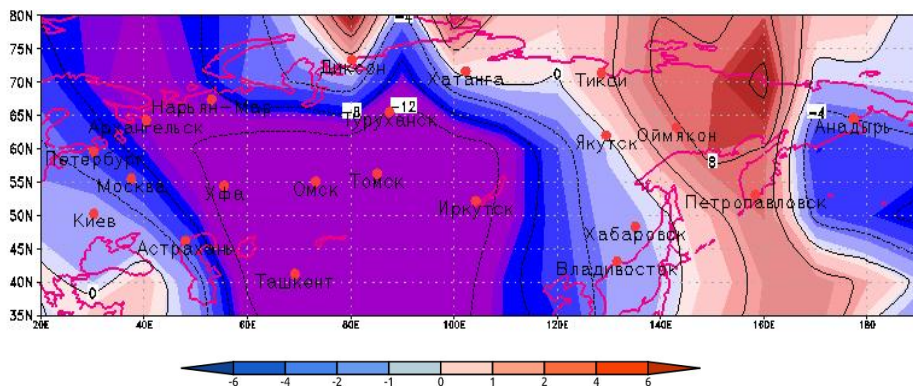 80N
-4
75N
Диксон
Хатанга
0
Тикси
70N
Нарьян-Мар
65N
-8
-12
-4
Архангельск
Туруханск
Оймякон
Анадырь
Якутск
60N
Петербург
8
55N
Москва
Уфа
Омск
Томск
Иркутск
Петропавловск
50N
Киев
Хабаровск
45N
Астрахань
Владивосток
40N
Ташкент
0
35N
20E 40E 60E 80E 100E 120E 140E 160E 180
-6 -4 -2 -1 0 1 2 4 6